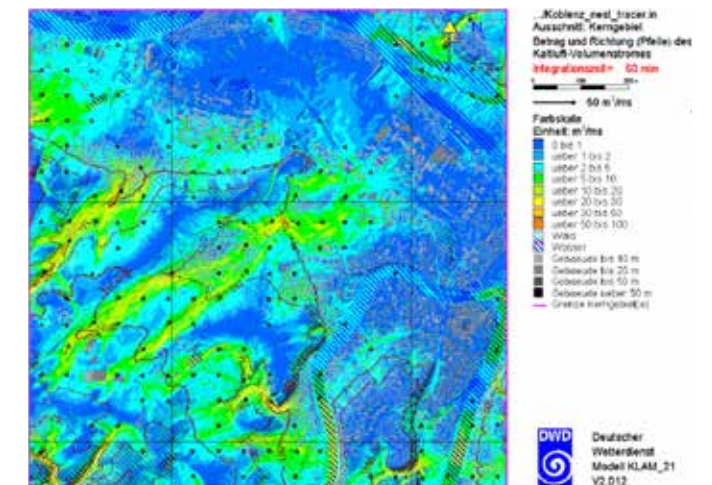 ../Koblenz_nest_tracer.in
Ausschnitt: Kerngebiet
Betrag und Richtung (Pfeile) des
Kaltluft-Volumenstromes
Integrationszeit = 60 min
50 m³/ms
Farbskala
Einheit: m³/ms
0 bis 1
ueber 1 bis 2
ueber 2 bis 5
ueber 5 bis 10
ueber 10 bis 20
ueber 20 bis 30
ueber 30 bis 50
ueber 50 bis 100
Wald
Wasser
Gebaeude bis 10 m
Gebaeude bis 20 m
Gebaeude bis 50 m
Gebaeude ueber 50 m
Grenze Kerngebiet(e)
N
DWD
Deutscher
Wetterdienst
Modell KLAM_21
V2.012